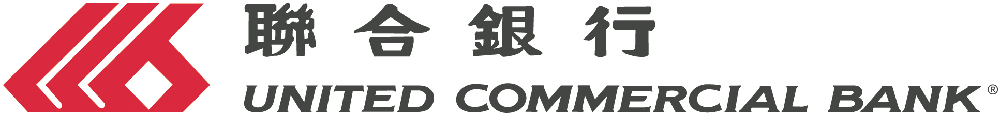 聯合銀行
UNITED COMMERCIAL BANK®